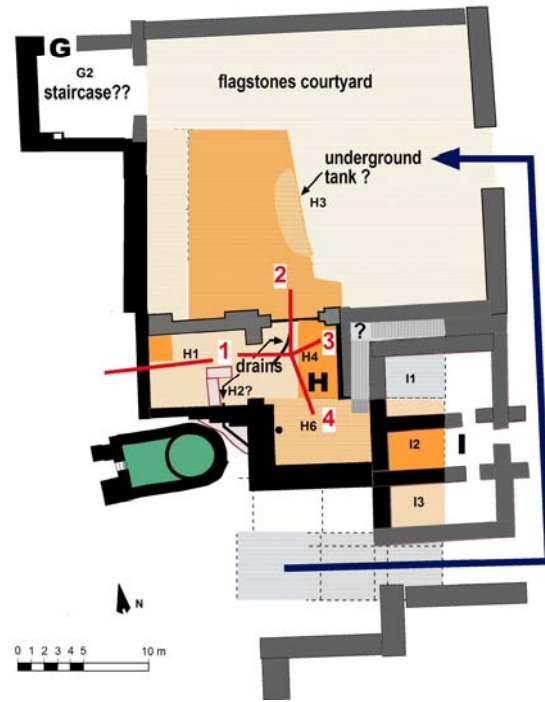 G
G2
staircase??
flagstones courtyard
underground
tank ?
H3
2
?
3
H1
1
drains
H4
H
I1
H2?
H6
4
I2
I
I3
N
0 1 2 3 4 5 10 m